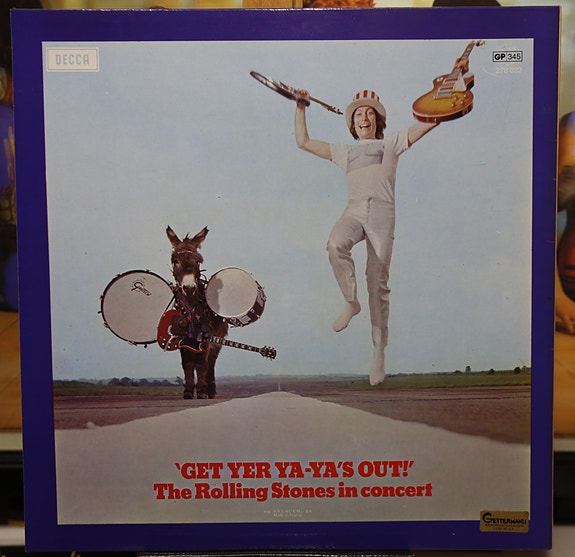 DECCA
GP 345
'GET YER YA-YA'S OUT!'
The Rolling Stones in concert